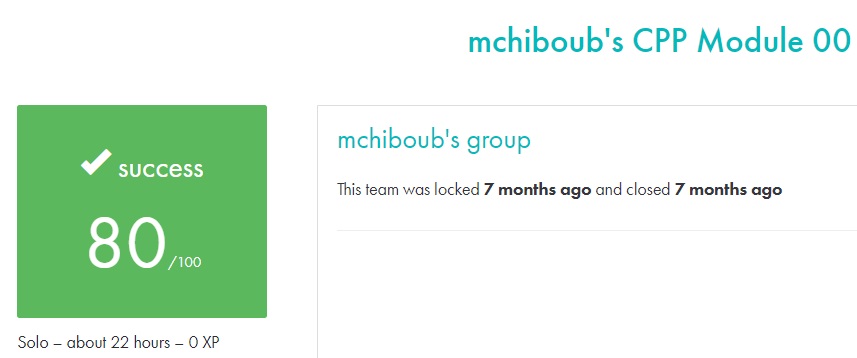 mchiboub's CPP Module 00
✔ success
80/100
Solo – about 22 hours – 0 XP
mchiboub's group
This team was locked 7 months ago and closed 7 months ago